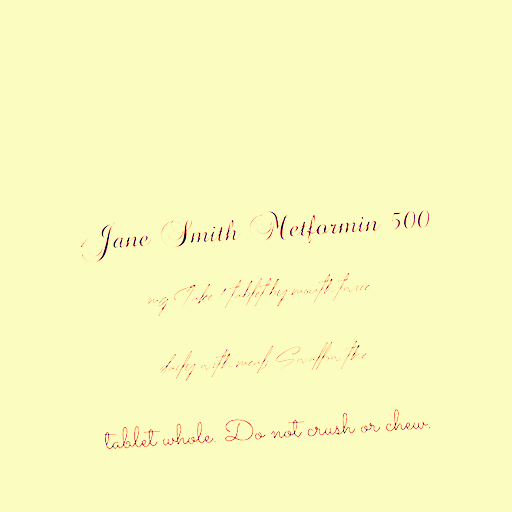 Jane Smith Metformin 500
mg Take 1 tablet by mouth twice
daily with meals Swallow the
tablet whole. Do not crush or chew.